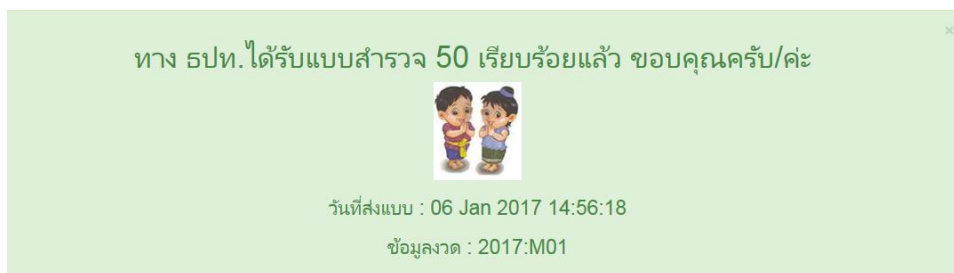 ทาง ธปท.ได้รับแบบสำรวจ 50 เรียบร้อยแล้ว ขอบคุณครับ/ค่ะ
วันที่ส่งแบบ : 06 Jan 2017 14:56:18
ข้อมูลงวด : 2017:M01